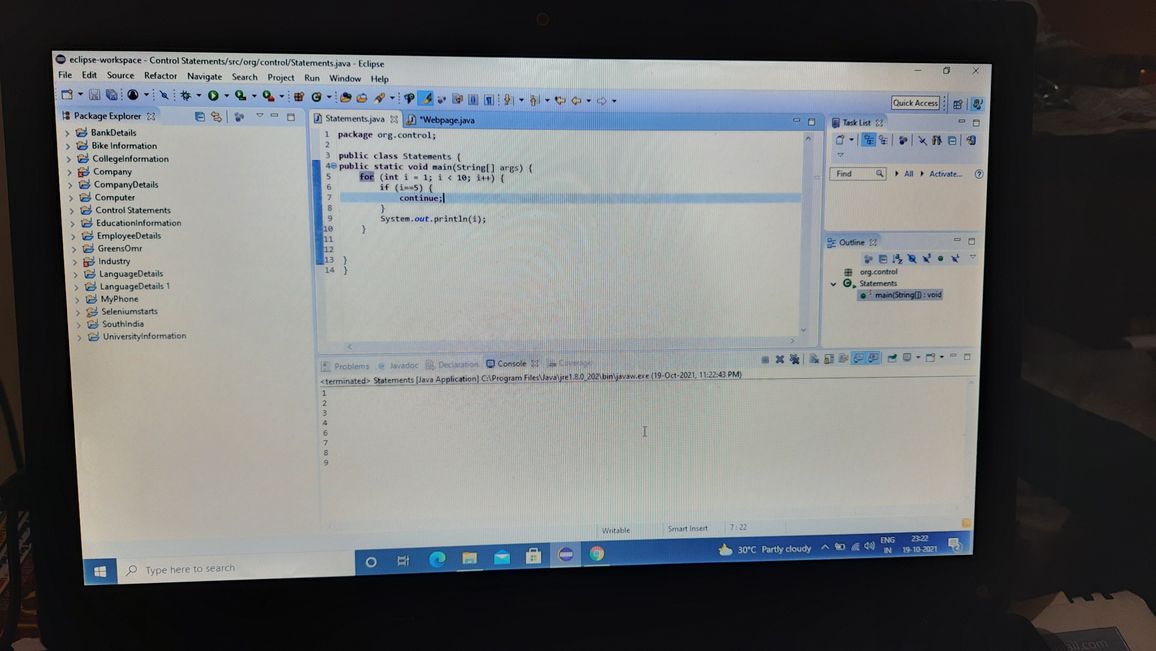 eclipse-workspace - Control Statements/src/org/control/Statements.java - Eclipse
File Edit Source Refactor Navigate Search Project Run Window Help
Quick Access
Package Explorer
BankDetails
Bike Information
CollegeInformation
Company
CompanyDetails
Computer
Control Statements
EducationInformation
EmployeeDetails
GreensOmr
Industry
LanguageDetails
LanguageDetails 1
MyPhone
Seleniumstarts
SouthIndia
UniversityInformation
Statements.java *Webpage.java
1 package org.control;
2
3 public class Statements {
4 public static void main(String[] args) {
5 for (int i = 1; i < 10; i++) {
6 if (i==5) {
7 continue;
8 }
9 System.out.println(i);
10 }
11
12
13 }
14 }
Task List
Find All Activate...
Outline
org.control
Statements
main(String[]) : void
Problems Javadoc Declaration Console Coverage
<terminated> Statements [Java Application] C:\Program Files\Java\jre1.8.0_202\bin\javaw.exe (19-Oct-2021, 11:22:43 PM)
1
2
3
4
6
7
8
9
Writable Smart Insert 7 : 22
Type here to search
30°C Partly cloudy
ENG
IN
23:22
19-10-2021